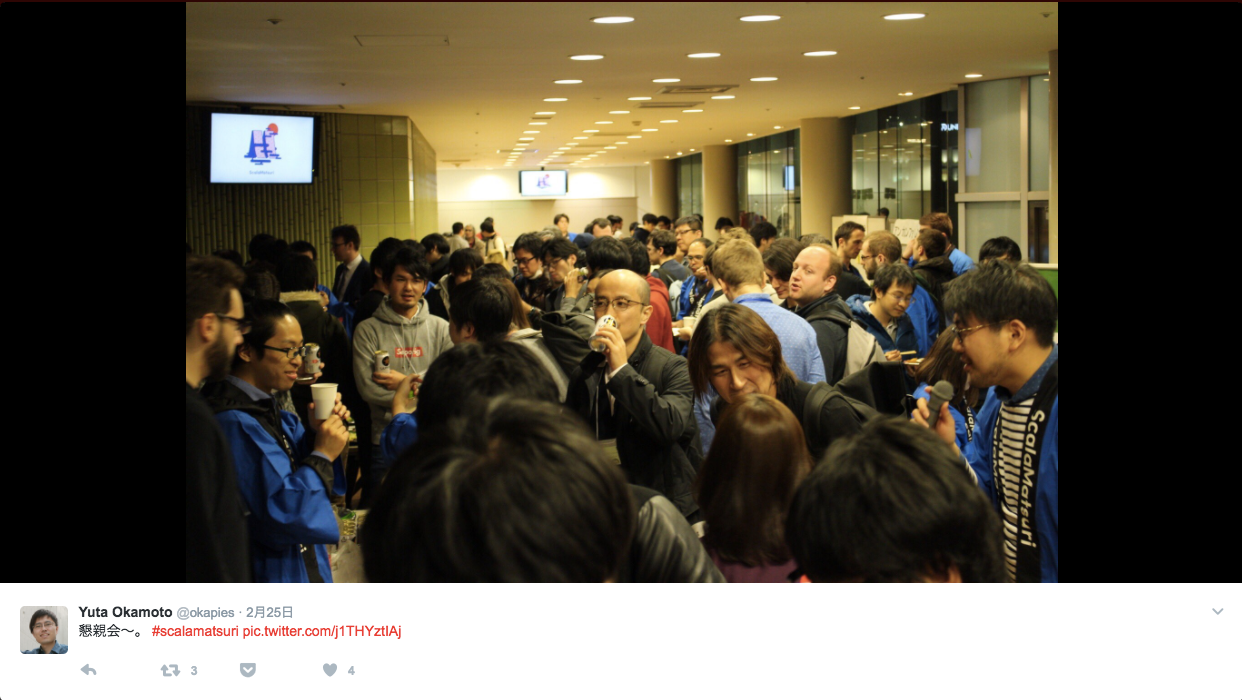 Supreme
ScalaMatsuri
Yuta Okamoto @okapies · 2月25日
懇親会〜。 #scalamatsuri pic.twitter.com/j1THYztIAj
3
4